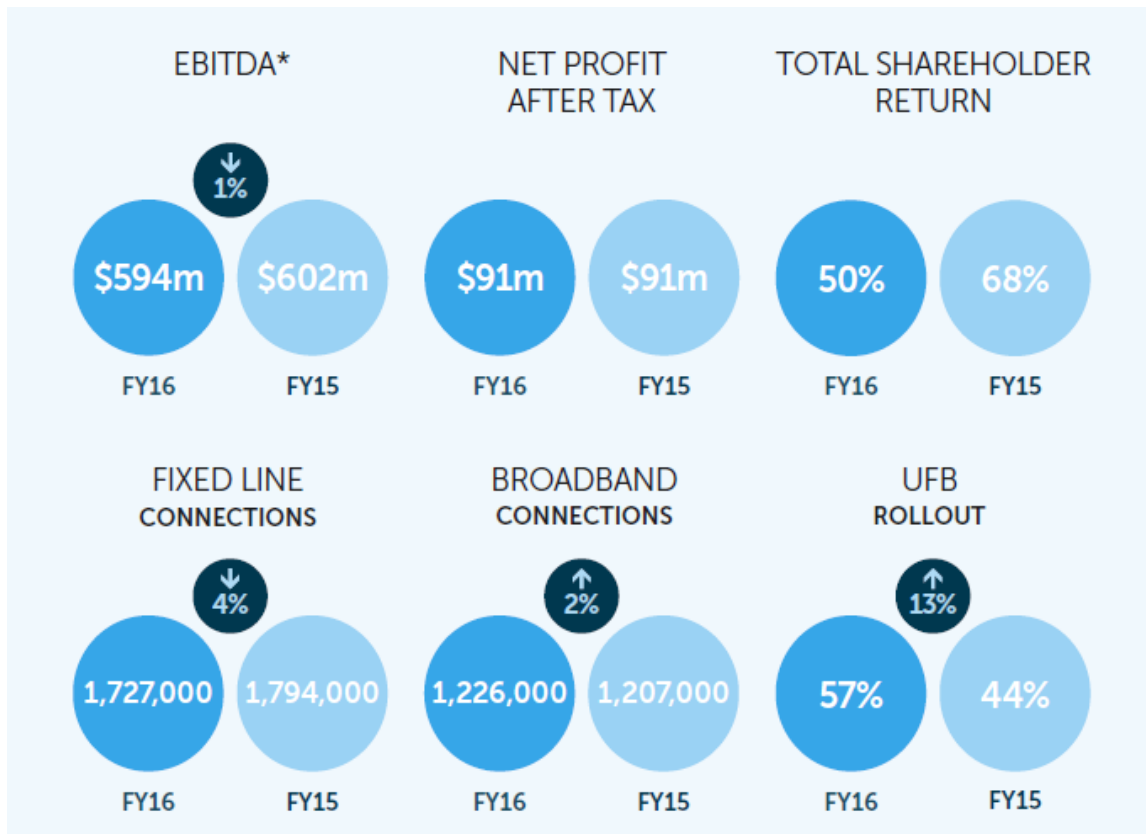 EBITDA*
↓
1%
$594m
$602m
FY16
FY15
NET PROFIT
AFTER TAX
$91m
$91m
FY16
FY15
TOTAL SHAREHOLDER
RETURN
50%
68%
FY16
FY15
FIXED LINE
CONNECTIONS
↓
4%
1,727,000
1,794,000
FY16
FY15
BROADBAND
CONNECTIONS
↑
2%
1,226,000
1,207,000
FY16
FY15
UFB
ROLLOUT
↑
13%
57%
44%
FY16
FY15